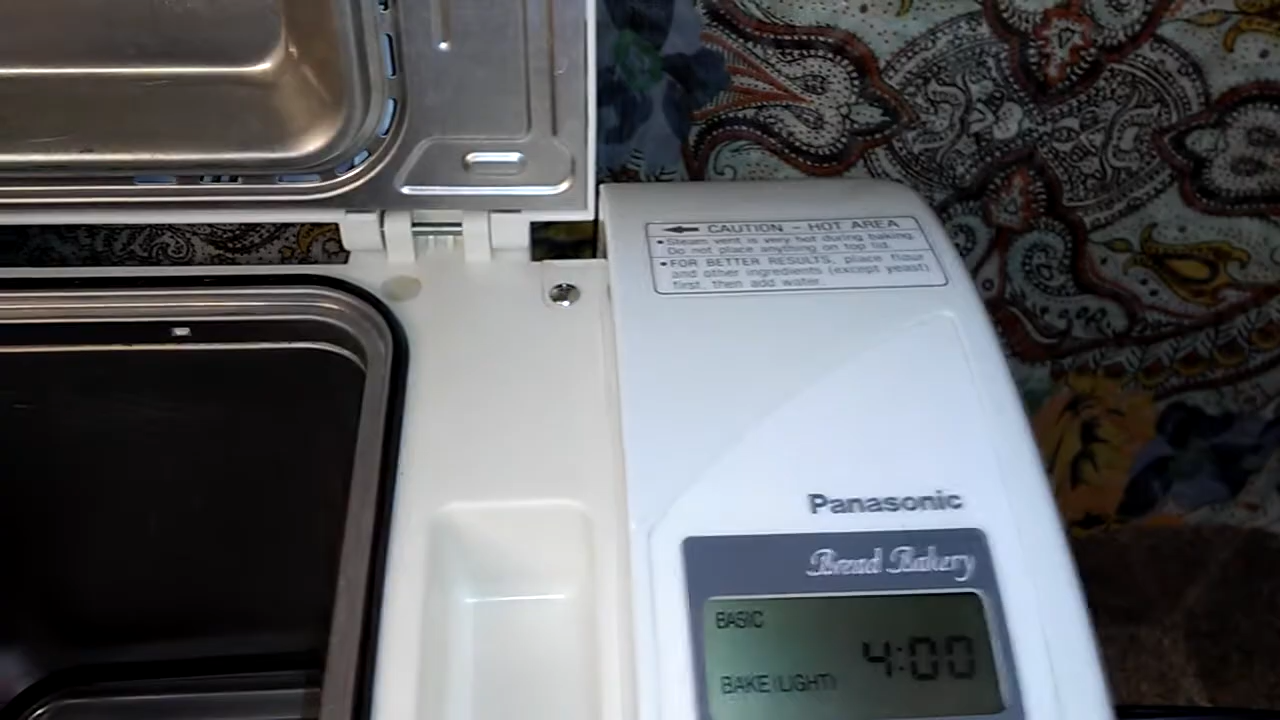 CAUTION - HOT AREA
• Steam vent is very hot during baking.
Do not place anything on top lid.
• FOR BETTER RESULTS, place flour
and other ingredients (except yeast)
first, then add water.
Panasonic
Bread Bakery
BASIC
4:00
BAKE (LIGHT)